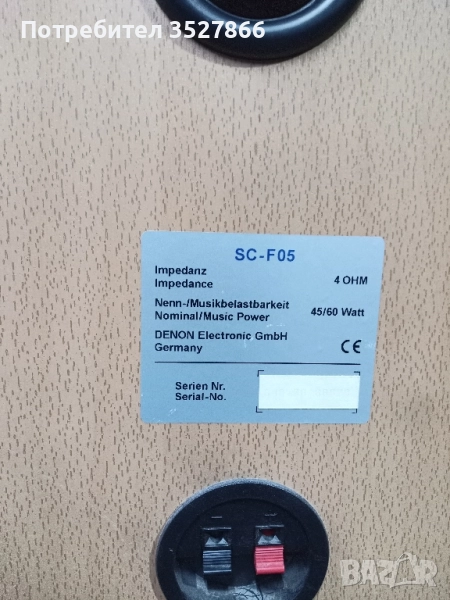 Потребител 3527866
SC-F05
Impedanz
Impedance 4 OHM
Nenn-/Musikbelastbarkeit
Nominal/Music Power 45/60 Watt
DENON Electronic GmbH
Germany CE
Serien Nr.
Serial-No.
BAZAR